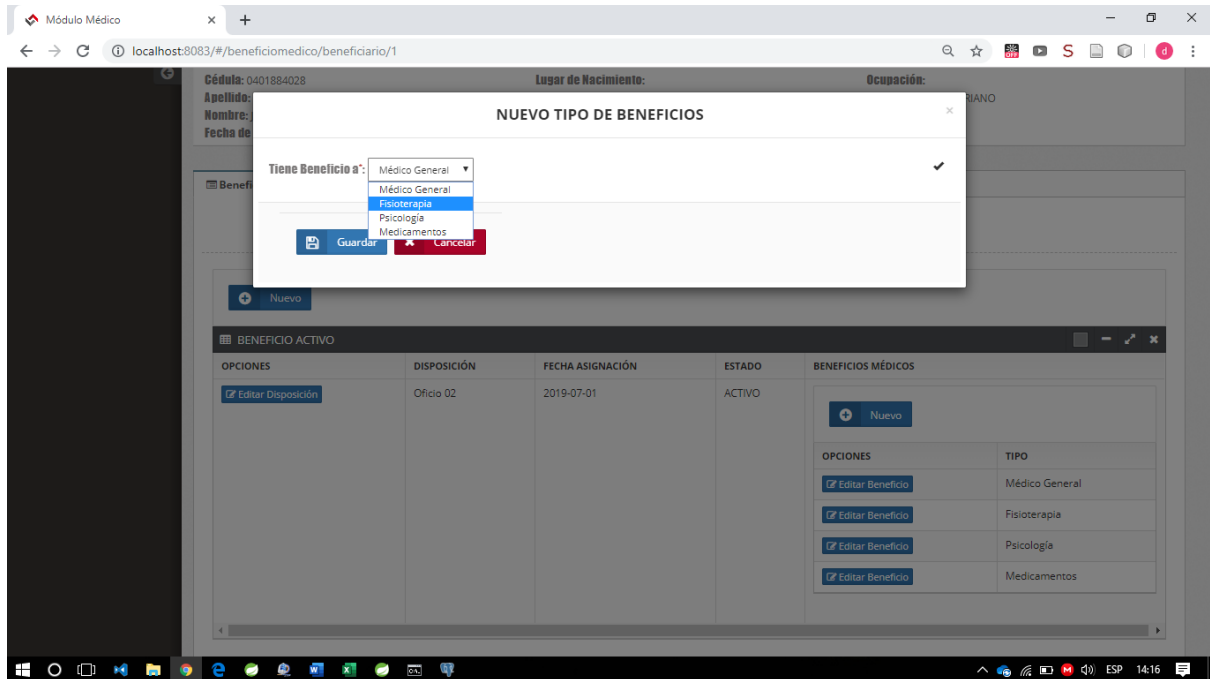 Módulo Médico
localhost:8083/#/beneficiomedico/beneficiario/1
OFF S d
Cédula: 0401884028 Lugar de Nacimiento: Ocupación:
Apellido: RIANO
Nombre:
Fecha de
NUEVO TIPO DE BENEFICIOS ×
Tiene Beneficio a*: Médico General
Médico General
Fisioterapia
Psicología
Medicamentos
Benefi
Guardar Cancelar
Nuevo
BENEFICIO ACTIVO
OPCIONES DISPOSICIÓN FECHA ASIGNACIÓN ESTADO BENEFICIOS MÉDICOS
Editar Disposición Oficio 02 2019-07-01 ACTIVO
Nuevo
OPCIONES TIPO
Editar Beneficio Médico General
Editar Beneficio Fisioterapia
Editar Beneficio Psicología
Editar Beneficio Medicamentos
ESP 14:16